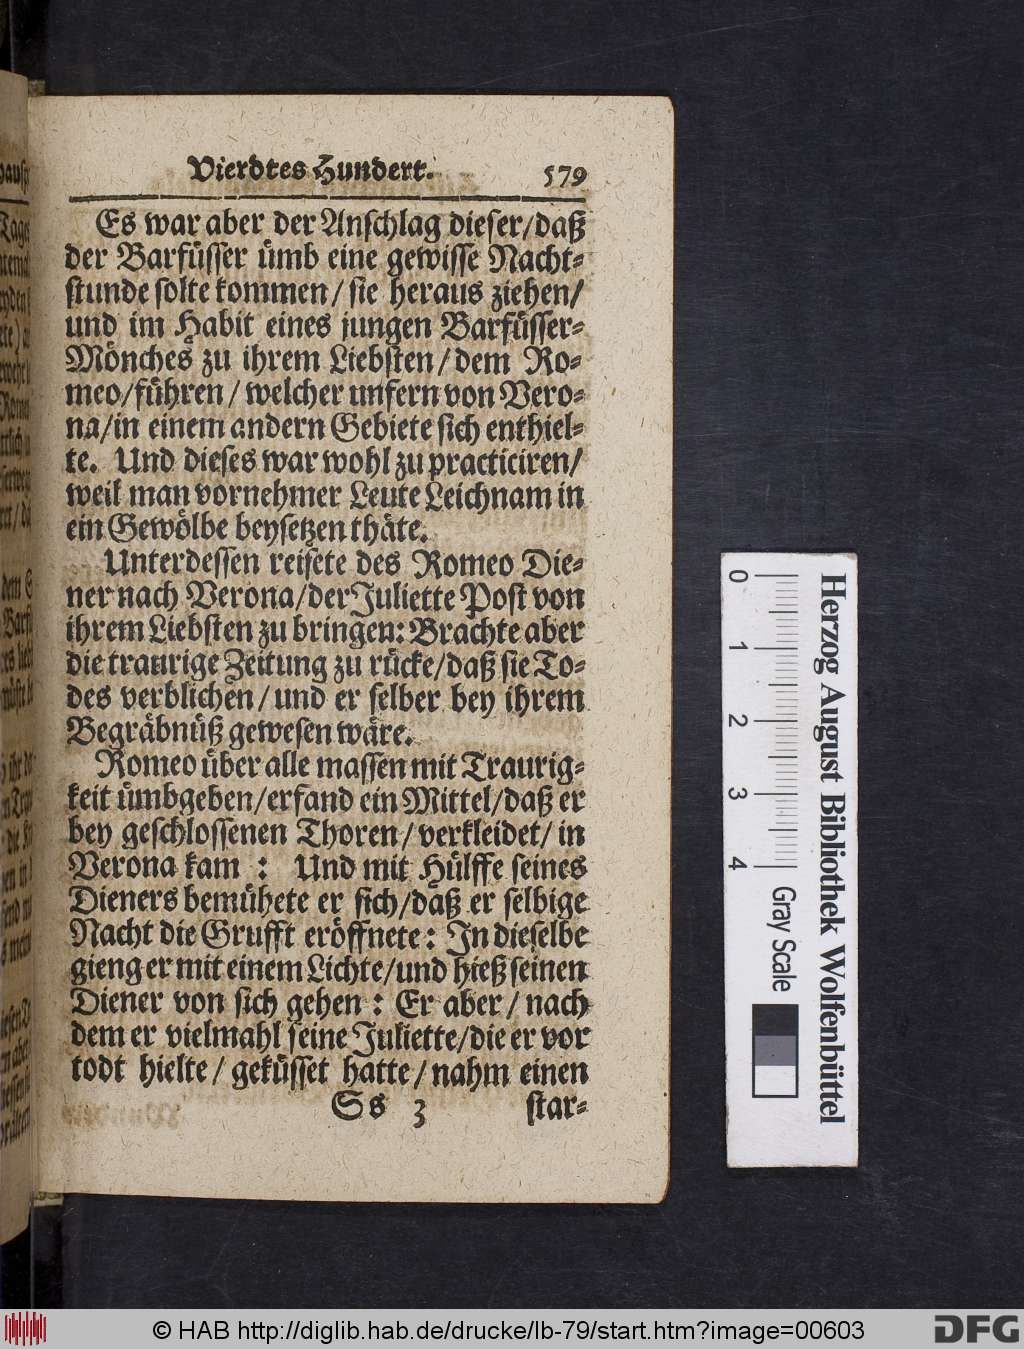 Vierdtes Hundert. 579
Es war aber der Anschlag dieser/daß
der Barfüsser ümb eine gewisse Nacht-
stunde solte kommen/ sie heraus ziehen/
und im Habit eines jungen Barfüsser-
Mönches zu ihrem Liebsten/dem Ro-
meo/führen/ welcher unfern von Vero-
na/in einem andern Gebiete sich enthiel-
te. Und dieses war wohl zu practiciren/
weil man vornehmer Leute Leichnam in
ein Gewölbe beysetzen thäte.
Unterdessen reisete des Romeo Die-
ner nach Verona/der Juliette Post von
ihrem Liebsten zu bringen: Brachte aber
die traurige Zeitung zu rücke/daß sie To-
des verblichen/und er selber bey ihrem
Begräbnüß gewesen wäre.
Romeo über alle massen mit Traurig-
keit ümbgeben/erfand ein Mittel/daß er
bey geschlossenen Thoren/verkleidet/in
Verona kam : Und mit Hülffe seines
Dieners bemühete er sich/daß er selbige
Nacht die Grufft eröffnete: In dieselbe
gieng er mit einem Lichte/und hieß seinen
Diener von sich gehen: Er aber/nach
dem er vielmahl seine Juliette/die er vor
todt hielte/ geküsset hatte/nahm einen
Ss 3 star-
0 1 2 3 4
Gray Scale
Herzog August Bibliothek Wolfenbüttel
© HAB http://diglib.hab.de/drucke/lb-79/start.htm?image=00603
DFG